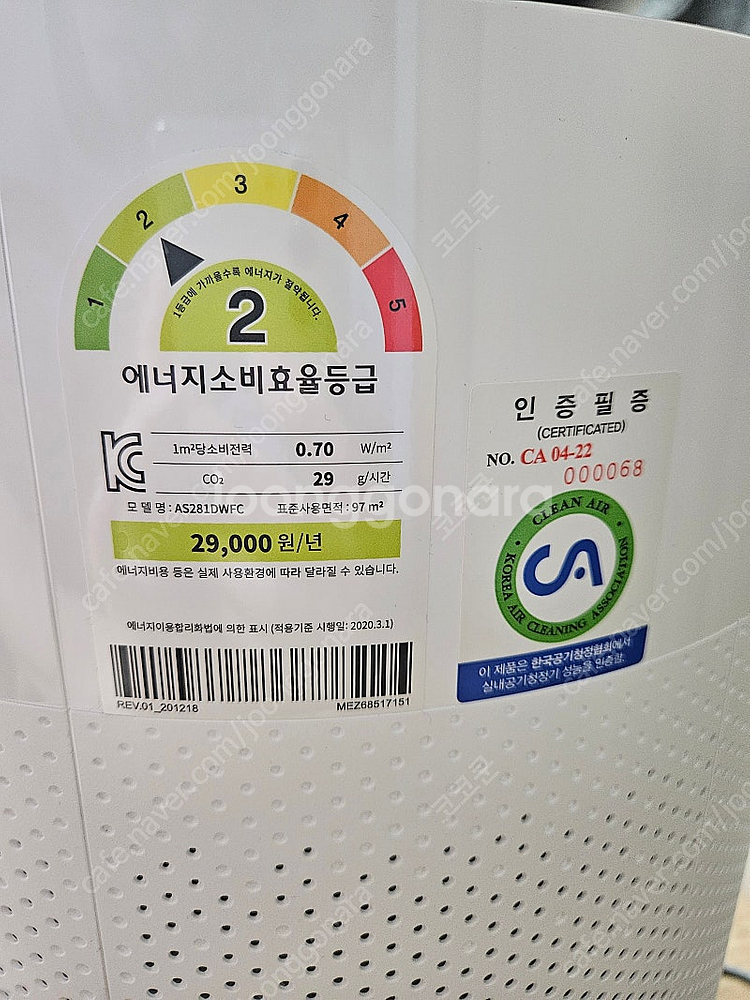 1
2
3
4
5
1등급에 가까울수록 에너지가 절약됩니다.
2
에너지소비효율등급
1m²당소비전력 0.70 W/m²
CO₂ 29 g/시간
모 델 명 : AS281DWFC 표준사용면적 : 97 m²
29,000 원/년
에너지비용 등은 실제 사용환경에 따라 달라질 수 있습니다.
에너지이용합리화법에 의한 표시 (적용기준 시행일: 2020.3.1)
REV.01_201218 MEZ68517151
인 증 필 증
(CERTIFICATED)
NO. CA 04-22
000068
CLEAN AIR
KOREA AIR CLEANING ASSOCIATION
CA
이 제품은 한국공기청정협회에서
실내공기청정기 성능을 인증함.
joonggonara
cafe.naver.com/joonggonara
코코쿤